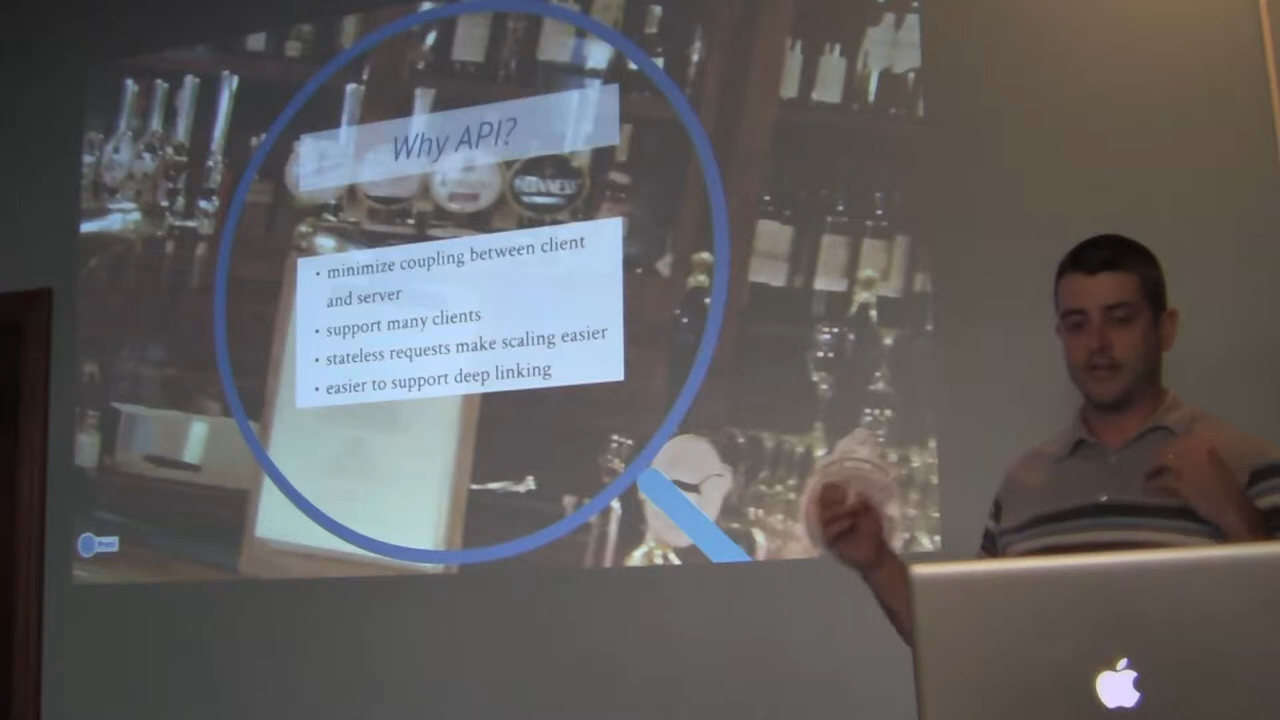 Why API?
GUINNESS
• minimize coupling between client
and server
• support many clients
• stateless requests make scaling easier
• easier to support deep linking
Prezi